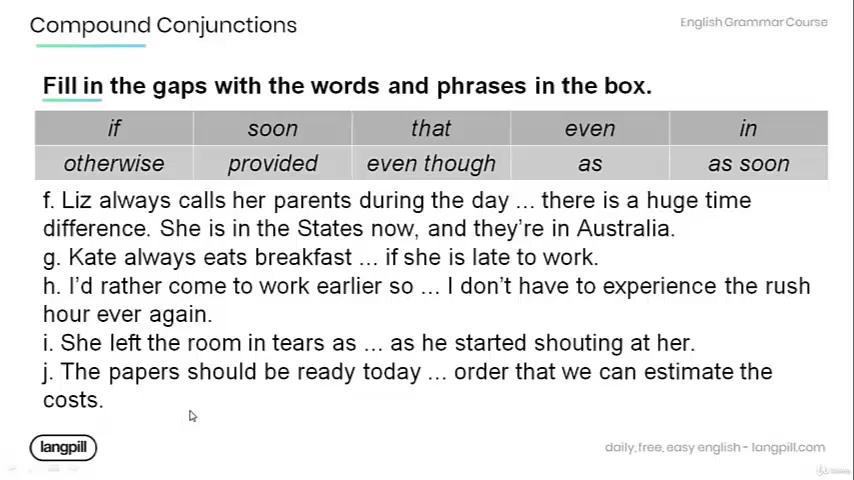 Compound Conjunctions
English Grammar Course
Fill in the gaps with the words and phrases in the box.
if soon that even in
otherwise provided even though as as soon
f. Liz always calls her parents during the day ... there is a huge time
difference. She is in the States now, and they're in Australia.
g. Kate always eats breakfast ... if she is late to work.
h. I'd rather come to work earlier so ... I don't have to experience the rush
hour ever again.
i. She left the room in tears as ... as he started shouting at her.
j. The papers should be ready today ... order that we can estimate the
costs.
langpill
daily, free, easy english - langpill.com